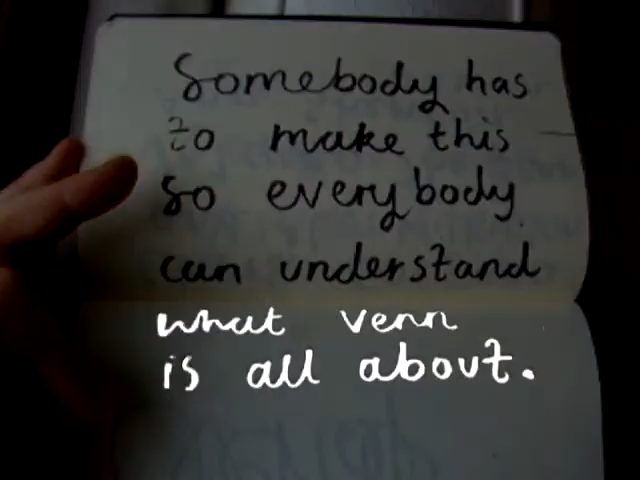 Somebody has
to make this
so everybody
can understand
what venn
is all about.